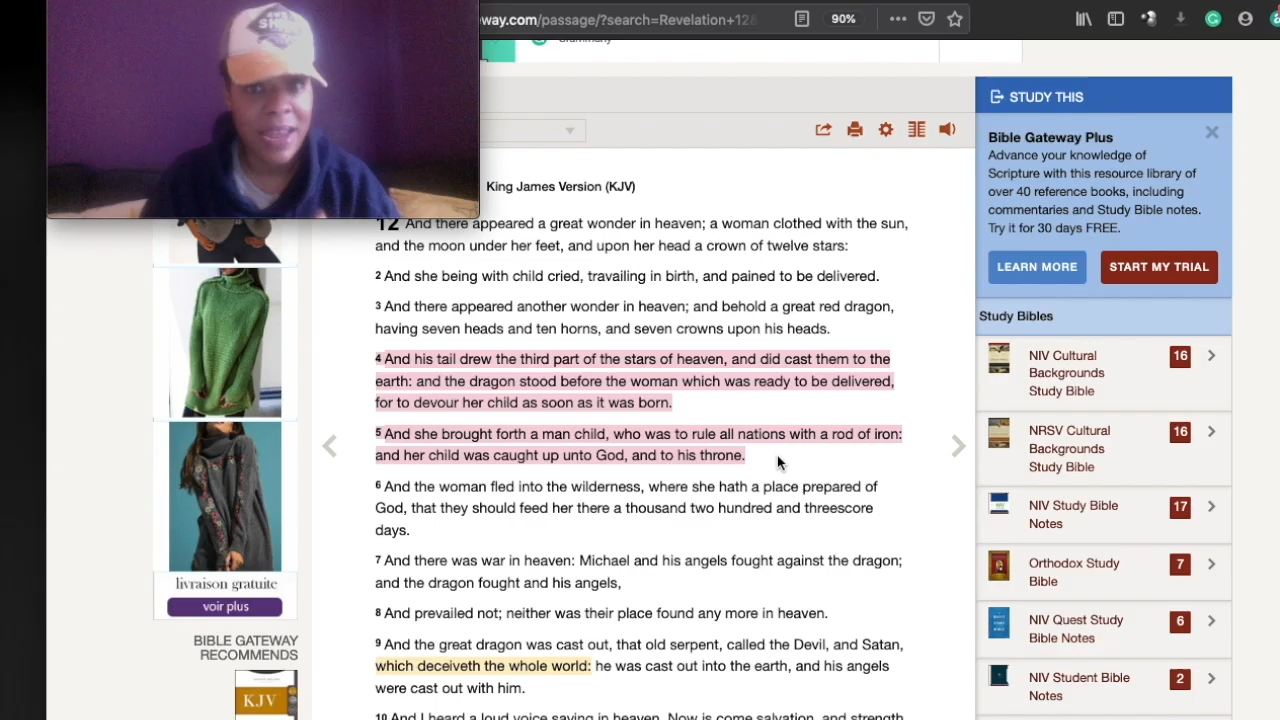 eway.com/passage/?search=Revelation+12&
90%
STUDY THIS
Bible Gateway Plus
Advance your knowledge of
Scripture with this resource library of
over 40 reference books, including
commentaries and Study Bible notes.
Try it for 30 days FREE.
LEARN MORE
START MY TRIAL
King James Version (KJV)
12 And there appeared a great wonder in heaven; a woman clothed with the sun,
and the moon under her feet, and upon her head a crown of twelve stars:
2 And she being with child cried, travailing in birth, and pained to be delivered.
3 And there appeared another wonder in heaven; and behold a great red dragon,
having seven heads and ten horns, and seven crowns upon his heads.
4 And his tail drew the third part of the stars of heaven, and did cast them to the
earth: and the dragon stood before the woman which was ready to be delivered,
for to devour her child as soon as it was born.
5 And she brought forth a man child, who was to rule all nations with a rod of iron:
and her child was caught up unto God, and to his throne.
6 And the woman fled into the wilderness, where she hath a place prepared of
God, that they should feed her there a thousand two hundred and threescore
days.
7 And there was war in heaven: Michael and his angels fought against the dragon;
and the dragon fought and his angels,
8 And prevailed not; neither was their place found any more in heaven.
9 And the great dragon was cast out, that old serpent, called the Devil, and Satan,
which deceiveth the whole world: he was cast out into the earth, and his angels
were cast out with him.
10 And I heard a loud voice saying in heaven, Now is come salvation, and strength,
livraison gratuite
voir plus
BIBLE GATEWAY
RECOMMENDS
KJV
Study Bibles
NIV Cultural
Backgrounds
Study Bible
16
NRSV Cultural
Backgrounds
Study Bible
16
NIV Study Bible
Notes
17
Orthodox Study
Bible
7
NIV Quest Study
Bible Notes
6
NIV Student Bible
Notes
2